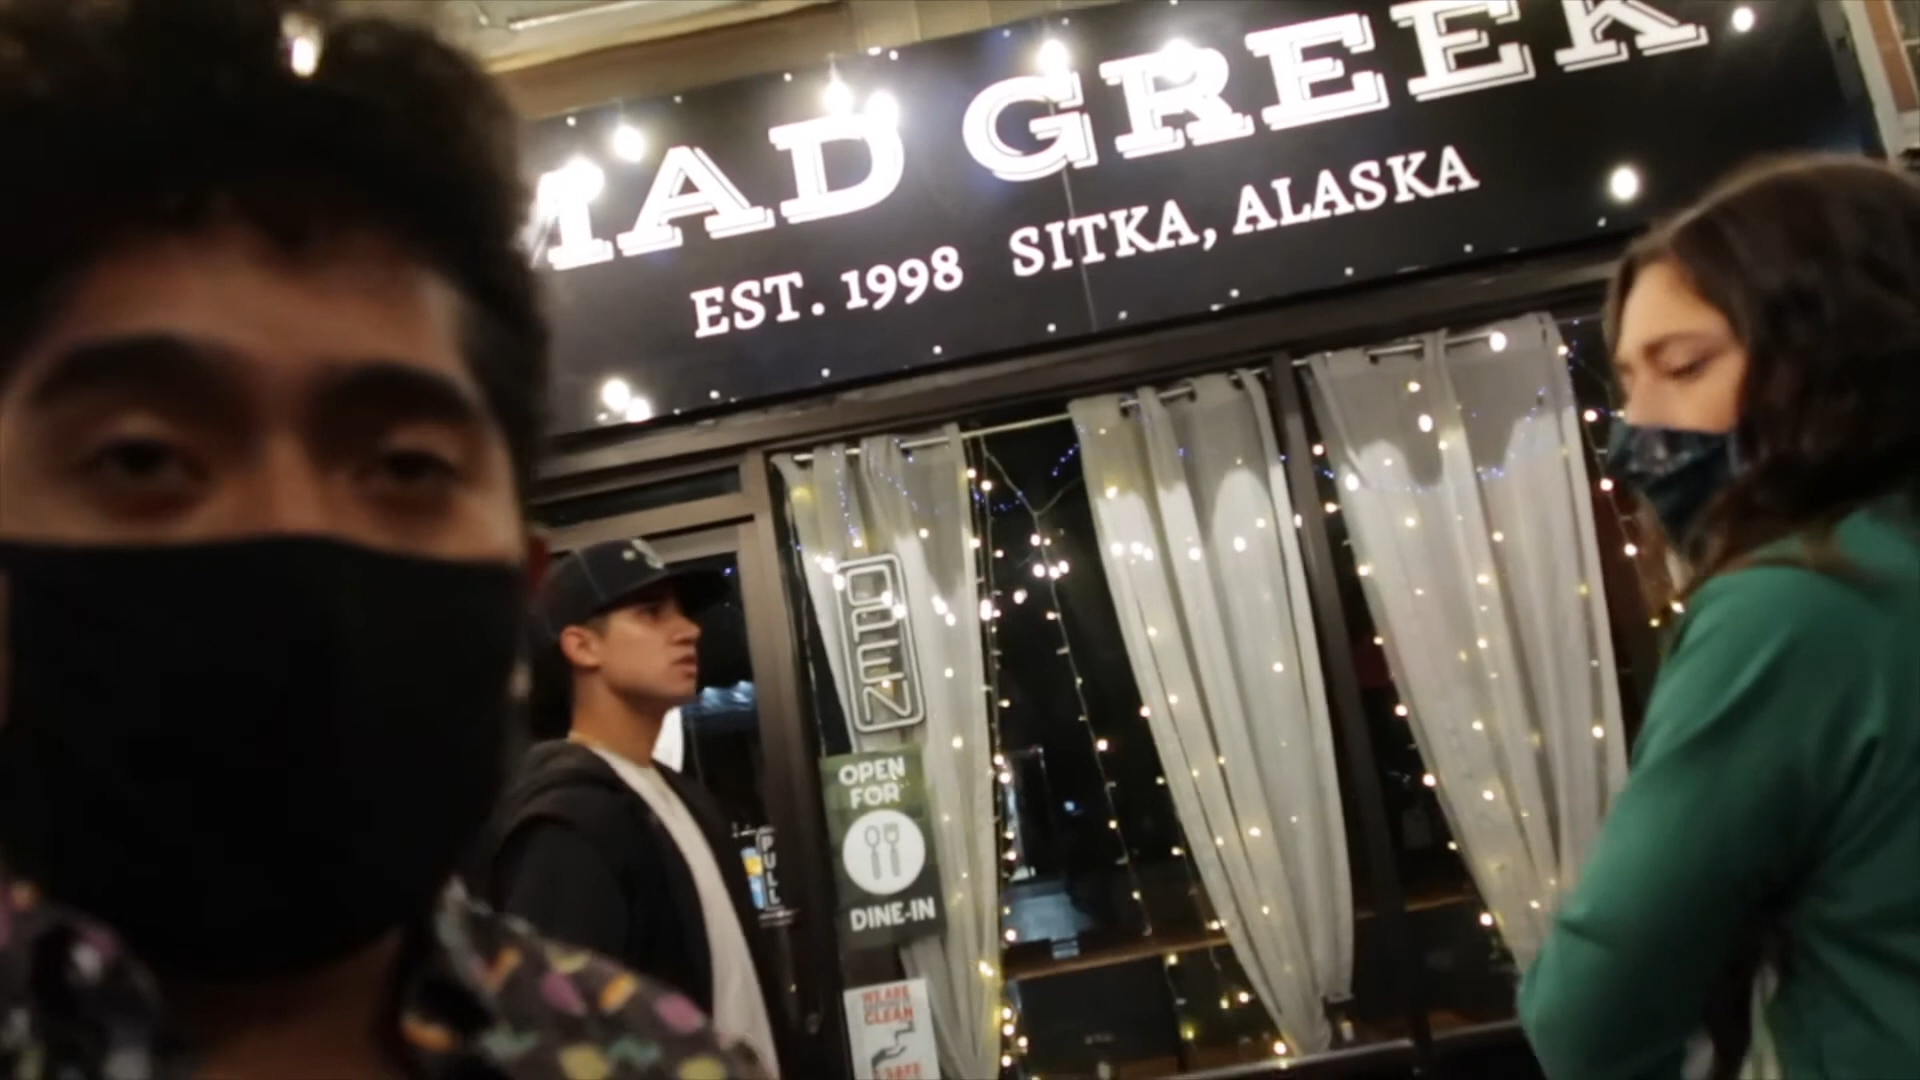 MAD GREEK
EST. 1998 SITKA, ALASKA
OPEN
OPEN
FOR
DINE-IN
PULL
WE ARE
CLEAN